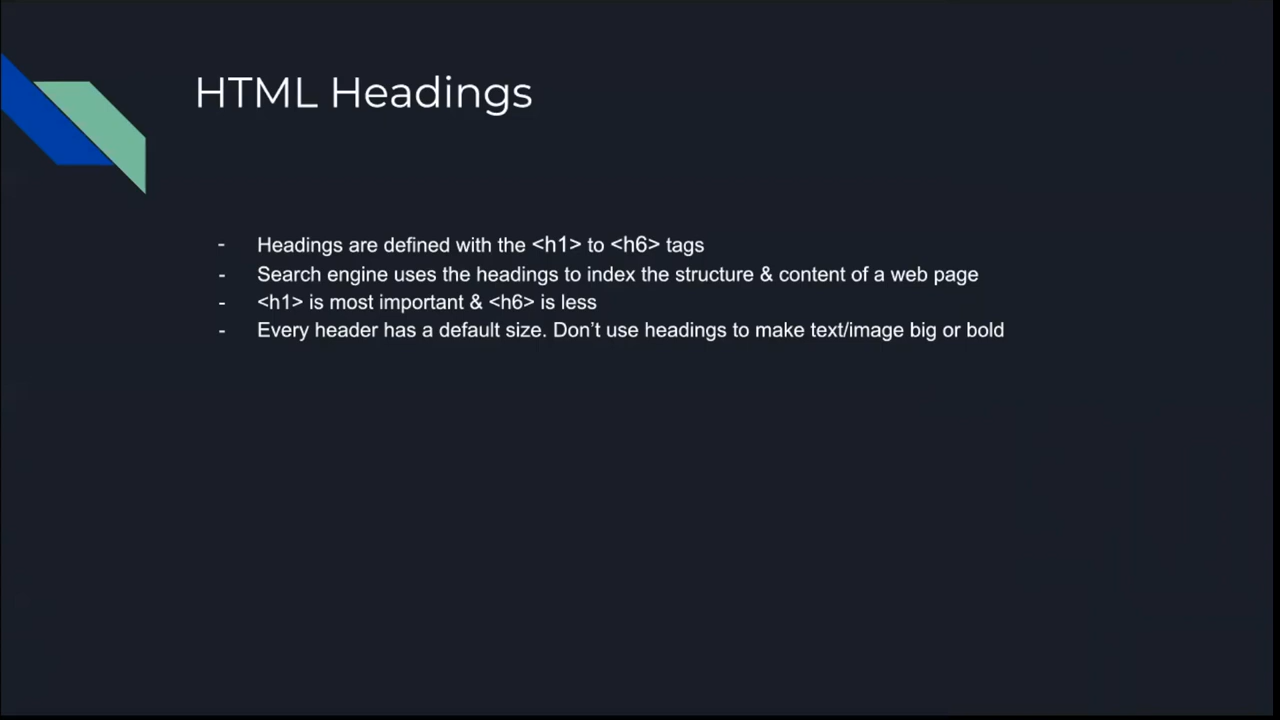 HTML Headings
- Headings are defined with the <h1> to <h6> tags
- Search engine uses the headings to index the structure & content of a web page
- <h1> is most important & <h6> is less
- Every header has a default size. Don’t use headings to make text/image big or bold